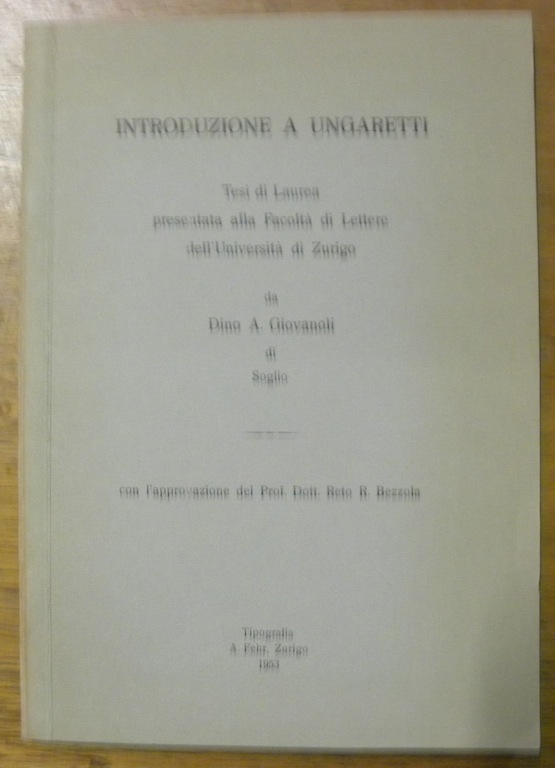 INTRODUZIONE A UNGARETTI
Tesi di Laurea
presentata alla Facoltà di Lettere
dell'Università di Zurigo
da
Dino A. Giovanoli
di
Soglio
con l'approvazione del Prof. Dott. Reto R. Bezzola
Tipografia
A. Fehr, Zurigo
1953